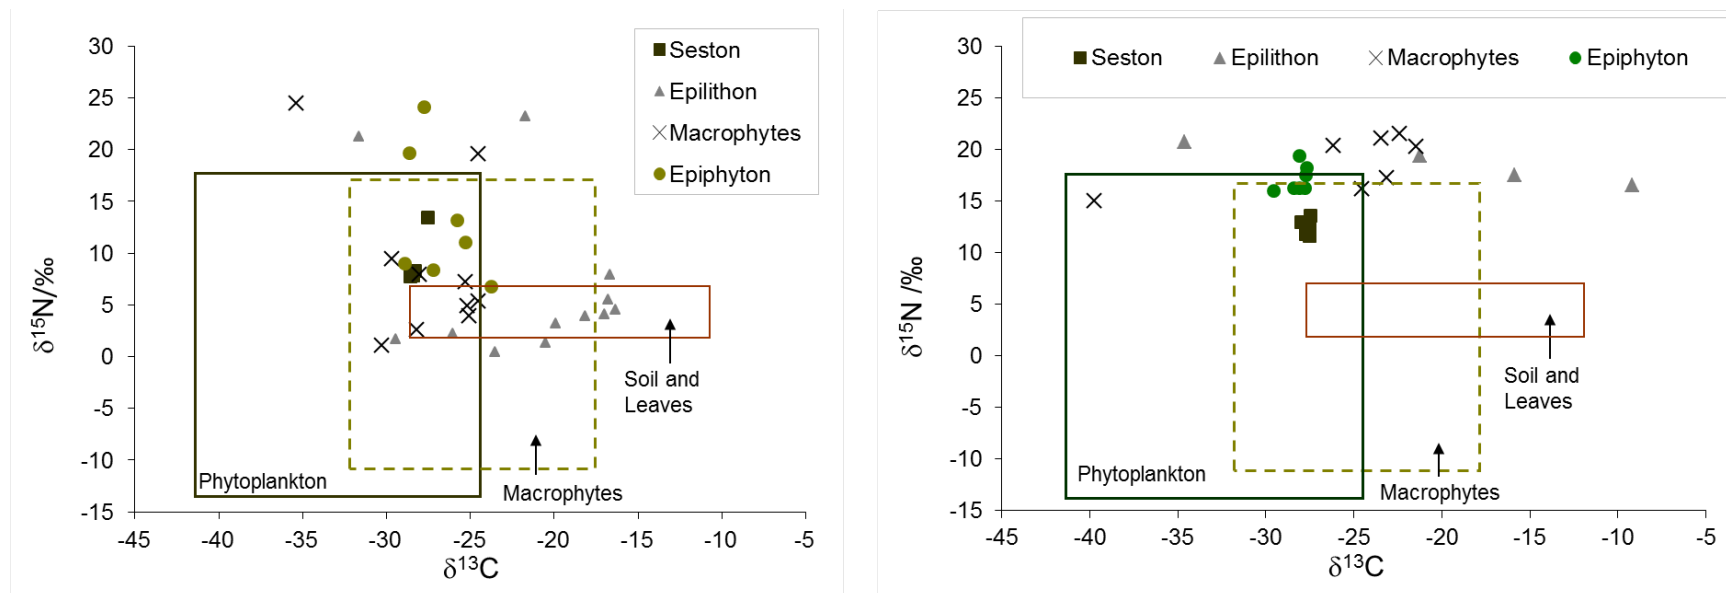 30
25
20
15
10
5
0
-5
-10
-15
-45
-40
-35
-30
-25
-20
-15
-10
-5
δ15N/‰
δ13C
Seston
Epilithon
Macrophytes
Epiphyton
Soil and
Leaves
Phytoplankton
Macrophytes
Seston
Epilithon
Macrophytes
Epiphyton
30
25
20
15
10
5
0
-5
-10
-15
-45
-40
-35
-30
-25
-20
-15
-10
-5
δ15N /‰
δ13C
Soil and
Leaves
Phytoplankton
Macrophytes